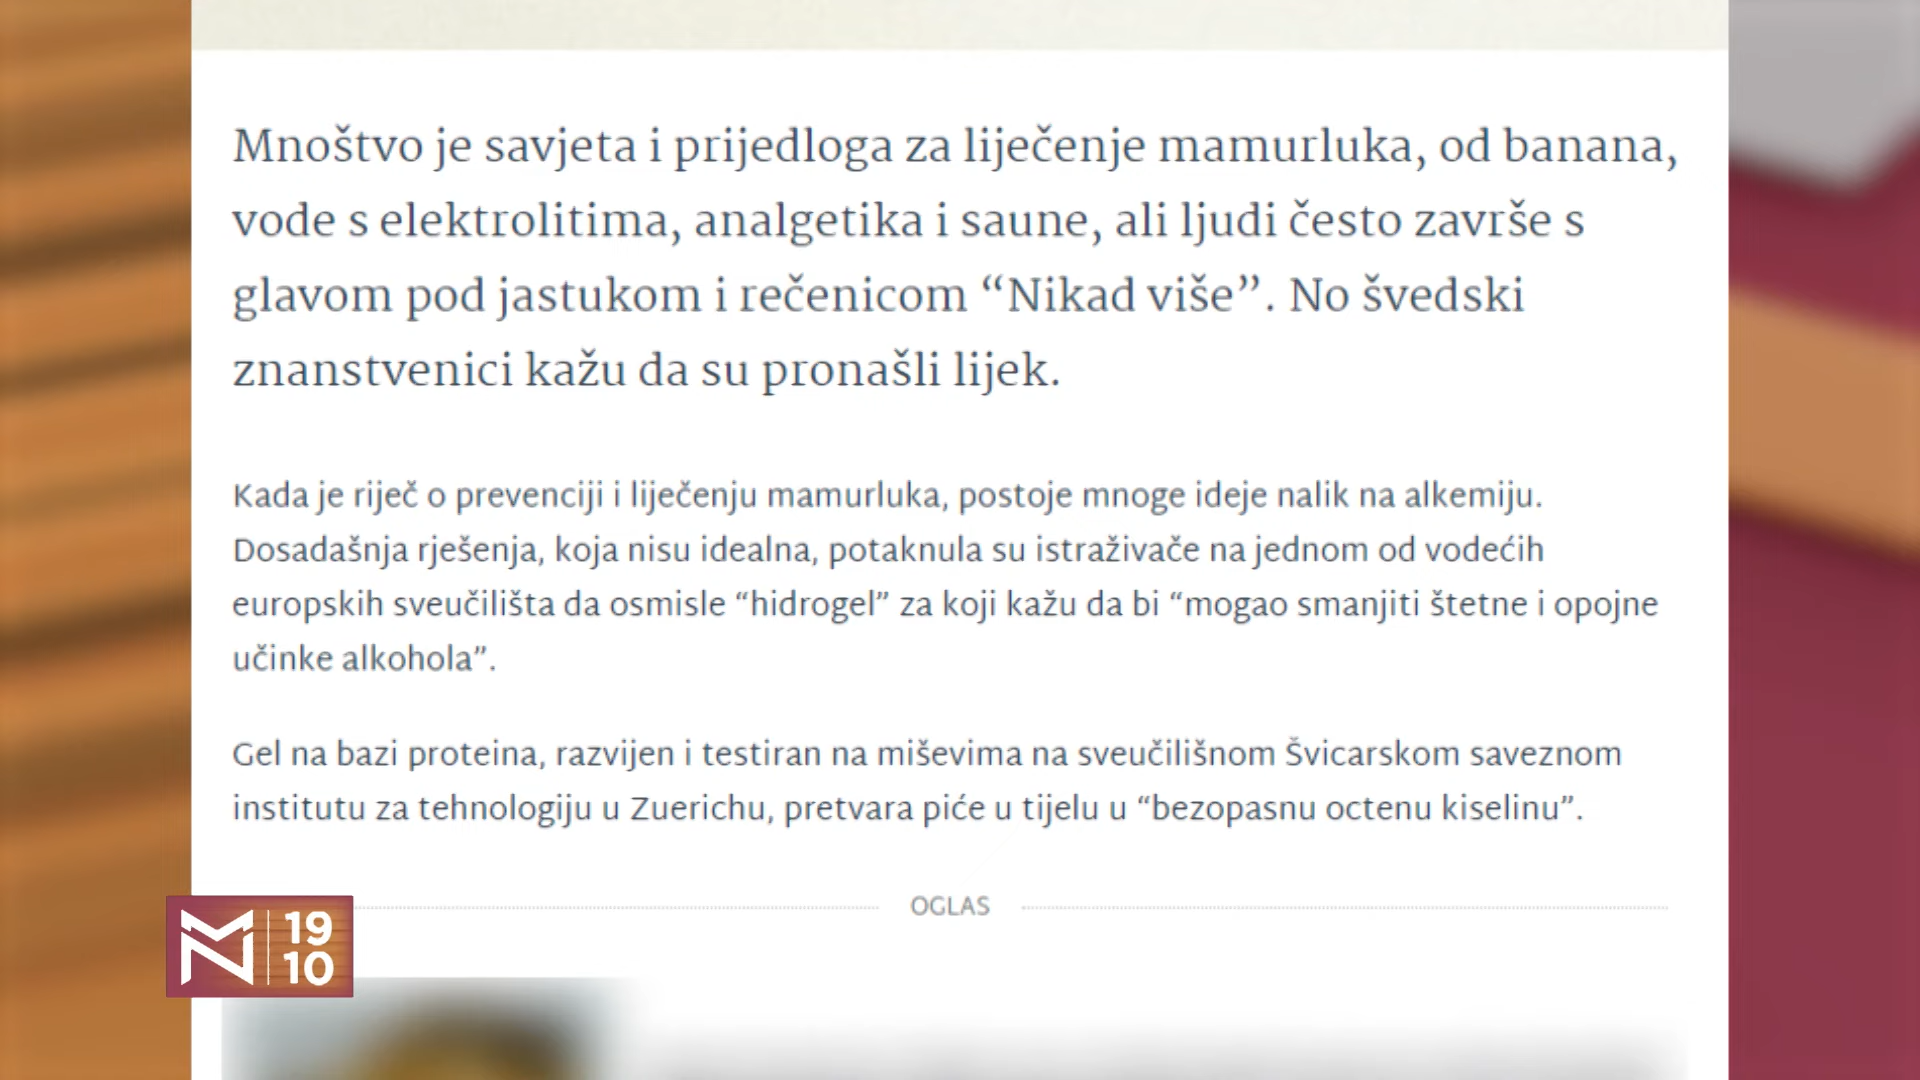 Mnoštvo je savjeta i prijedloga za liječenje mamurluka, od banana,
vode s elektrolitima, analgetika i saune, ali ljudi često završe s
glavom pod jastukom i rečenicom “Nikad više”. No švedski
znanstvenici kažu da su pronašli lijek.
Kada je riječ o prevenciji i liječenju mamurluka, postoje mnoge ideje nalik na alkemiju.
Dosadašnja rješenja, koja nisu idealna, potaknula su istraživače na jednom od vodećih
europskih sveučilišta da osmisle “hidrogel” za koji kažu da bi “mogao smanjiti štetne i opojne
učinke alkohola”.
Gel na bazi proteina, razvijen i testiran na miševima na sveučilišnom Švicarskom saveznom
institutu za tehnologiju u Zuerichu, pretvara piće u tijelu u “bezopasnu octenu kiselinu”.
OGLAS
19
10